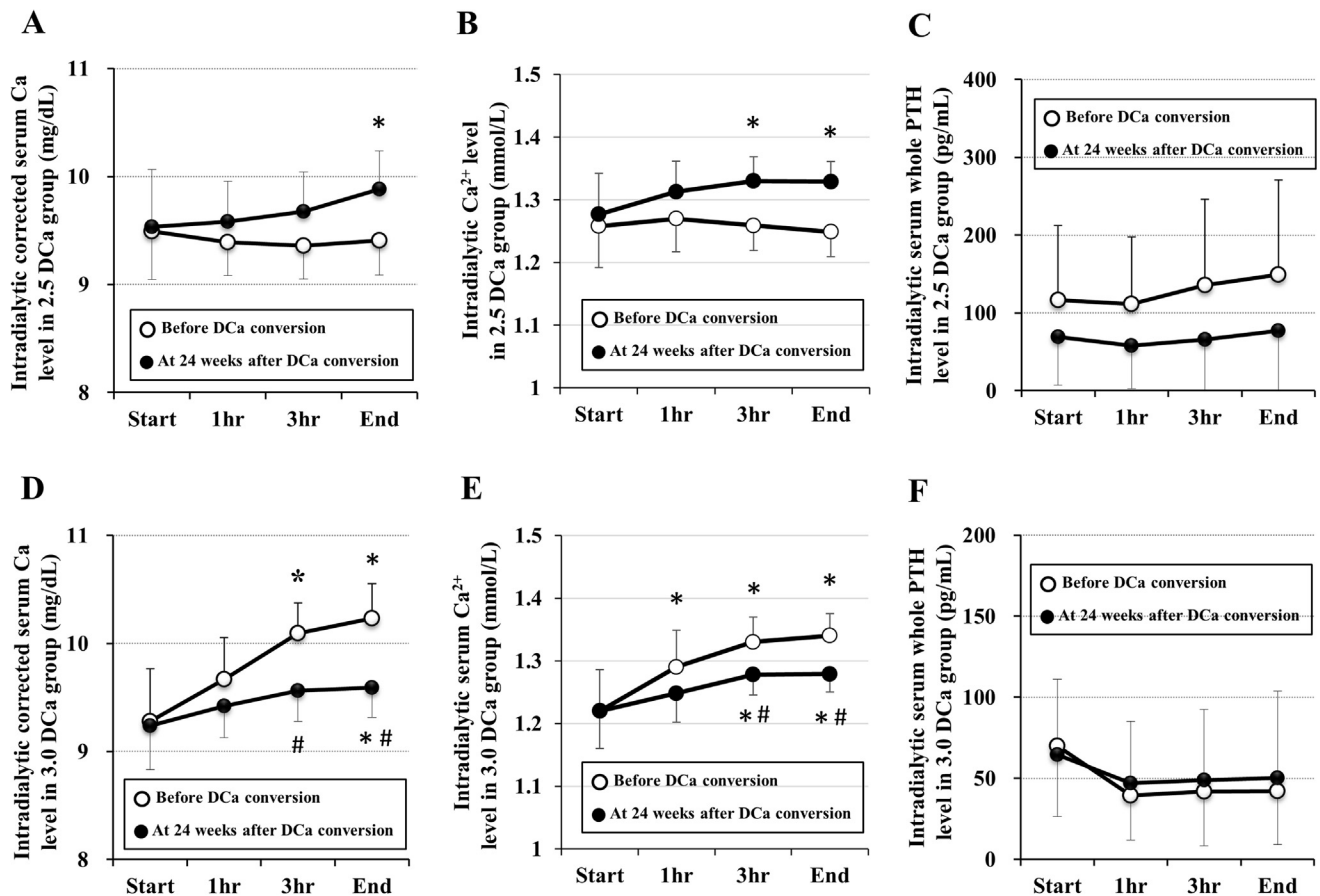 A
Intradialytic corrected serum Ca
level in 2.5 DCa group (mg/dL)
11
10
9
8
*
Before DCa conversion
At 24 weeks after DCa conversion
Start 1hr 3hr End
B
Intradialytic Ca²⁺ level
in 2.5 DCa group (mmol/L)
1.5
1.4
1.3
1.2
1.1
1
* *
Before DCa conversion
At 24 weeks after DCa conversion
Start 1hr 3hr End
C
Intradialytic serum whole PTH
level in 2.5 DCa group (pg/mL)
400
300
200
100
0
Before DCa conversion
At 24 weeks after DCa conversion
Start 1hr 3hr End
D
Intradialytic corrected serum Ca
level in 3.0 DCa group (mg/dL)
11
10
9
8
* *
# * #
Before DCa conversion
At 24 weeks after DCa conversion
Start 1hr 3hr End
E
Intradialytic serum Ca²⁺
level in 3.0 DCa group (mmol/L)
1.5
1.4
1.3
1.2
1.1
1
* * *
* # * #
Before DCa conversion
At 24 weeks after DCa conversion
Start 1hr 3hr End
F
Intradialytic serum whole PTH
level in 3.0 DCa group (pg/mL)
200
150
100
50
0
Before DCa conversion
At 24 weeks after DCa conversion
Start 1hr 3hr End